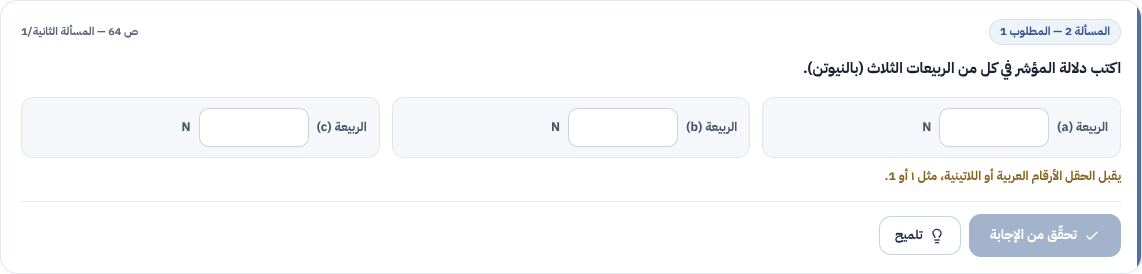 المسألة 2 — المطلوب 1
ص 64 — المسألة الثانية/1
اكتب دلالة المؤشر في كل من الربيعات الثلاث (بالنيوتن).
الربيعة (a) N
الربيعة (b) N
الربيعة (c) N
يقبل الحقل الأرقام العربية أو اللاتينية، مثل ١ أو 1.
تحقّق من الإجابة
تلميح